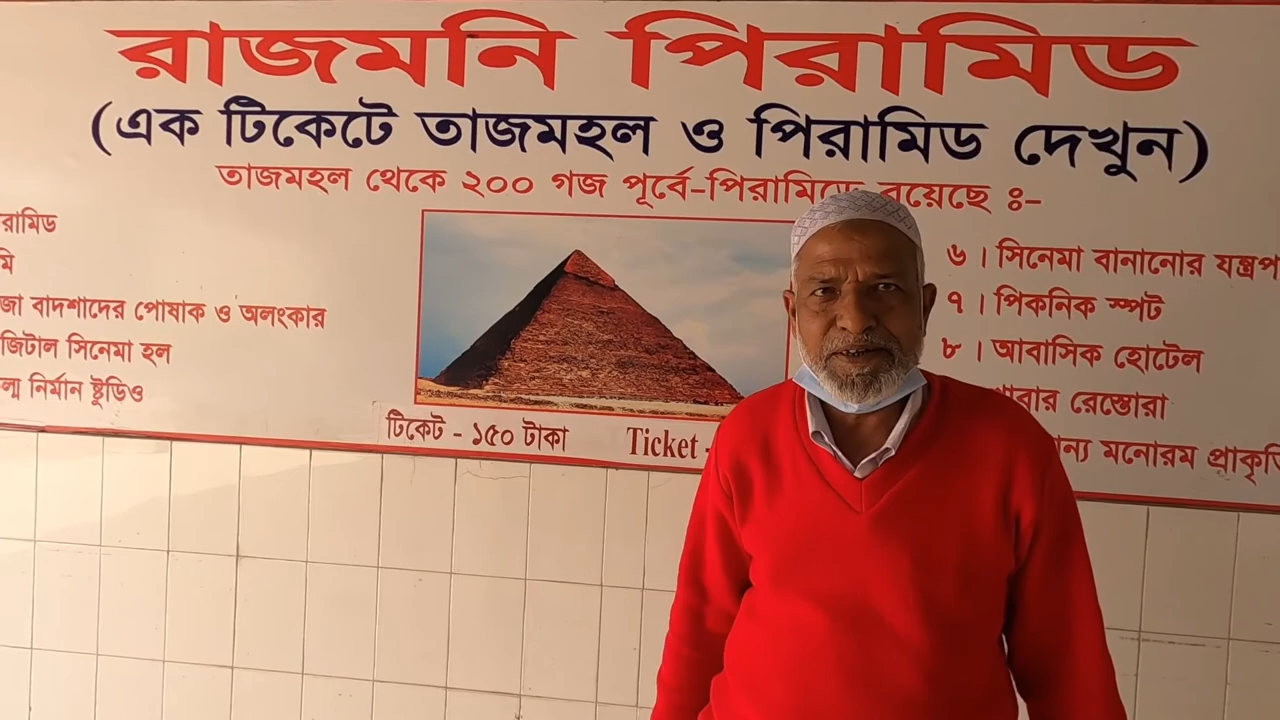 রাজমনি পিরামিড
(এক টিকেটে তাজমহল ও পিরামিড দেখুন)
তাজমহল থেকে ২০০ গজ পূর্বে-পিরামিডে রয়েছে ঃ-
রামিড
মি
জা বাদশাদের পোষাক ও অলংকার
জিটাল সিনেমা হল
ল্ম নির্মান ষ্টুডিও
৬। সিনেমা বানানোর যন্ত্রপ
৭। পিকনিক স্পট
৮। আবাসিক হোটেল
খাবার রেস্তোরা
ন্য মনোরম প্রাকৃতি
টিকেট - ১৫০ টাকা Ticket -